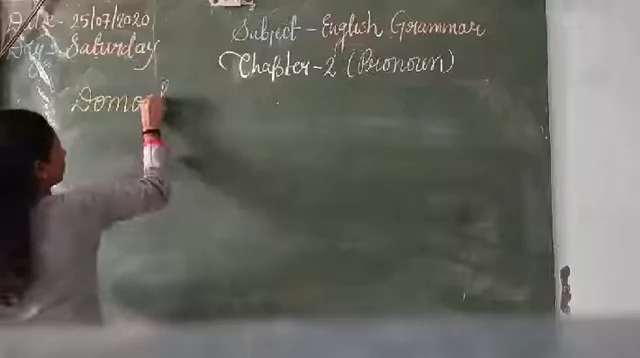 Date - 25/07/2020
Day - Saturday
Subject - English Grammar
Chapter - 2 (Pronoun)